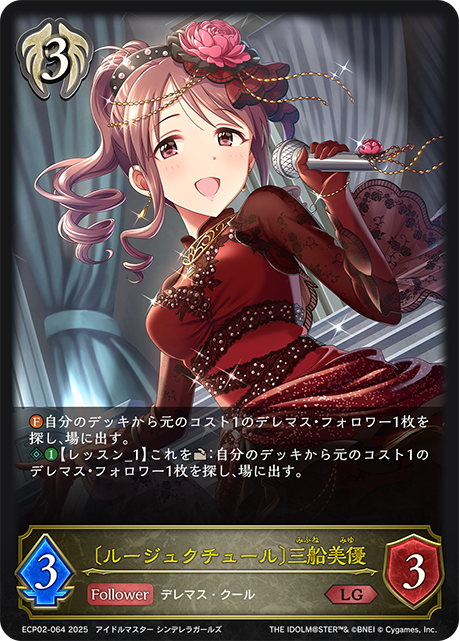 3
F 自分のデッキから元のコスト1のデレマス・フォロワー1枚を
探し、場に出す。
1【レッスン_1】これを:自分のデッキから元のコスト1の
デレマス・フォロワー1枚を探し、場に出す。
みふね みゆ
〔ルージュクチュール〕三船美優
3
Follower デレマス・クール LG
3
ECP02-064 2025 アイドルマスター シンデレラガールズ THE IDOLM@STER™& ©BNEI © Cygames, Inc.